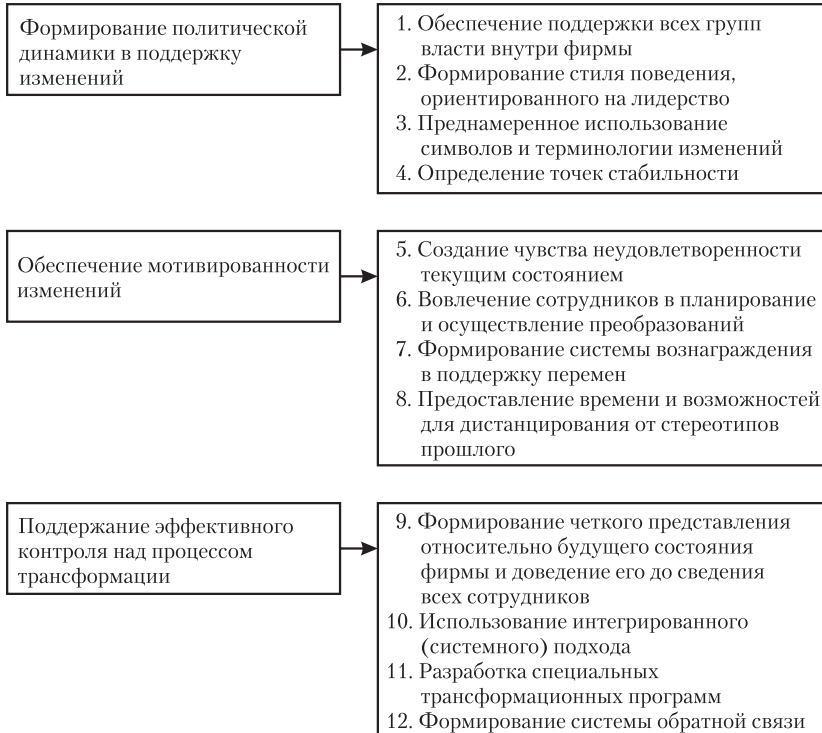 Формирование политической
динамики в поддержку
изменений
1. Обеспечение поддержки всех групп
власти внутри фирмы
2. Формирование стиля поведения,
ориентированного на лидерство
3. Преднамеренное использование
символов и терминологии изменений
4. Определение точек стабильности
Обеспечение мотивированности
изменений
5. Создание чувства неудовлетворенности
текущим состоянием
6. Вовлечение сотрудников в планирование
и осуществление преобразований
7. Формирование системы вознаграждения
в поддержку перемен
8. Предоставление времени и возможностей
для дистанцирования от стереотипов
прошлого
Поддержание эффективного
контроля над процессом
трансформации
9. Формирование четкого представления
относительно будущего состояния
фирмы и доведение его до сведения
всех сотрудников
10. Использование интегрированного
(системного) подхода
11. Разработка специальных
трансформационных программ
12. Формирование системы обратной связи